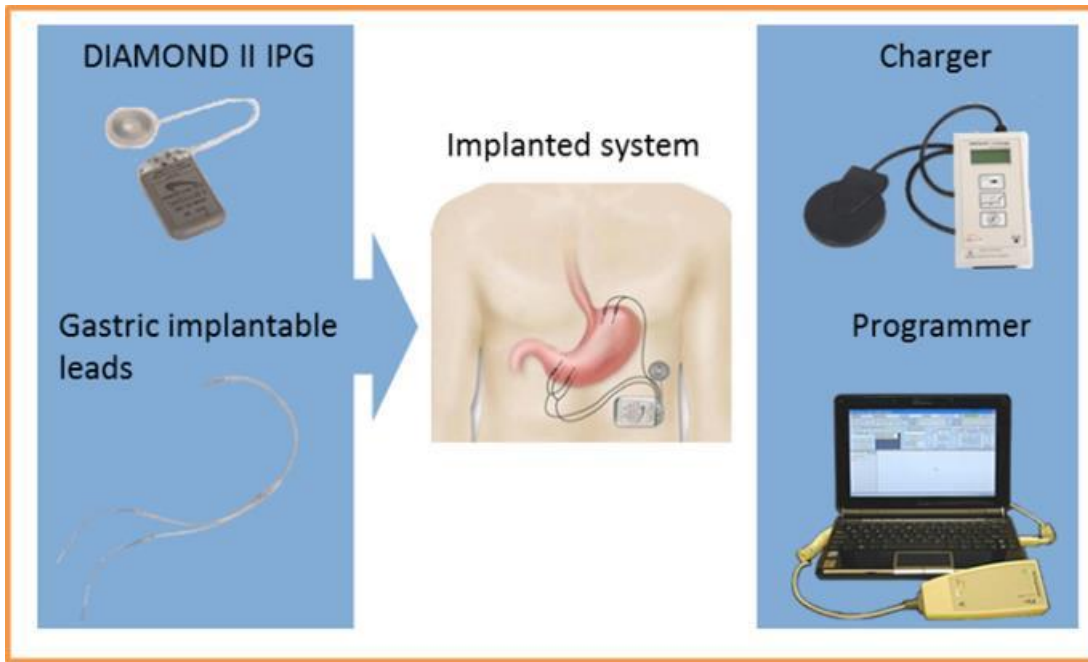 DIAMOND II IPG
Gastric implantable
leads
Implanted system
Charger
Programmer